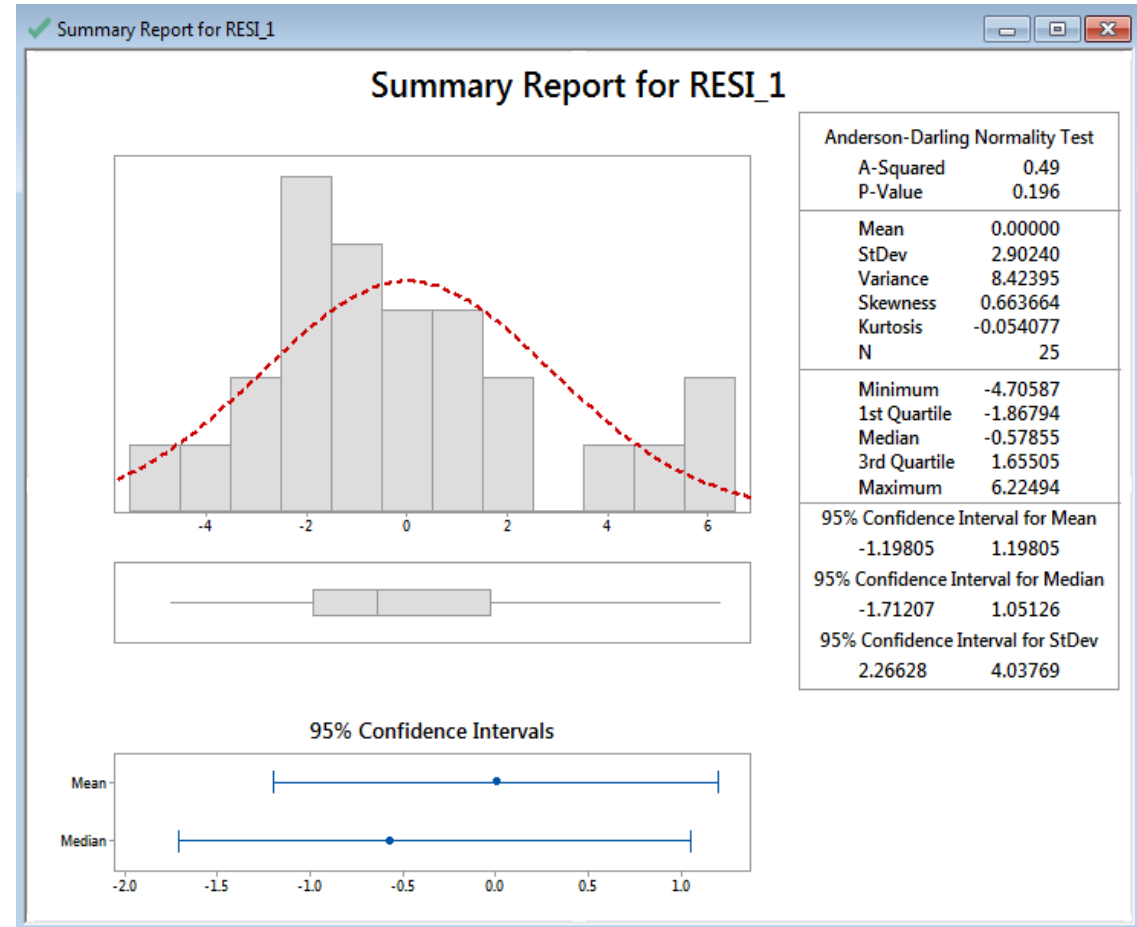 Summary Report for RESI_1
Summary Report for RESI_1
-4 -2 0 2 4 6
95% Confidence Intervals
Mean
Median
-2.0 -1.5 -1.0 -0.5 0.0 0.5 1.0
Anderson-Darling Normality Test
A-Squared 0.49
P-Value 0.196
Mean 0.00000
StDev 2.90240
Variance 8.42395
Skewness 0.663664
Kurtosis -0.054077
N 25
Minimum -4.70587
1st Quartile -1.86794
Median -0.57855
3rd Quartile 1.65505
Maximum 6.22494
95% Confidence Interval for Mean
-1.19805 1.19805
95% Confidence Interval for Median
-1.71207 1.05126
95% Confidence Interval for StDev
2.26628 4.03769